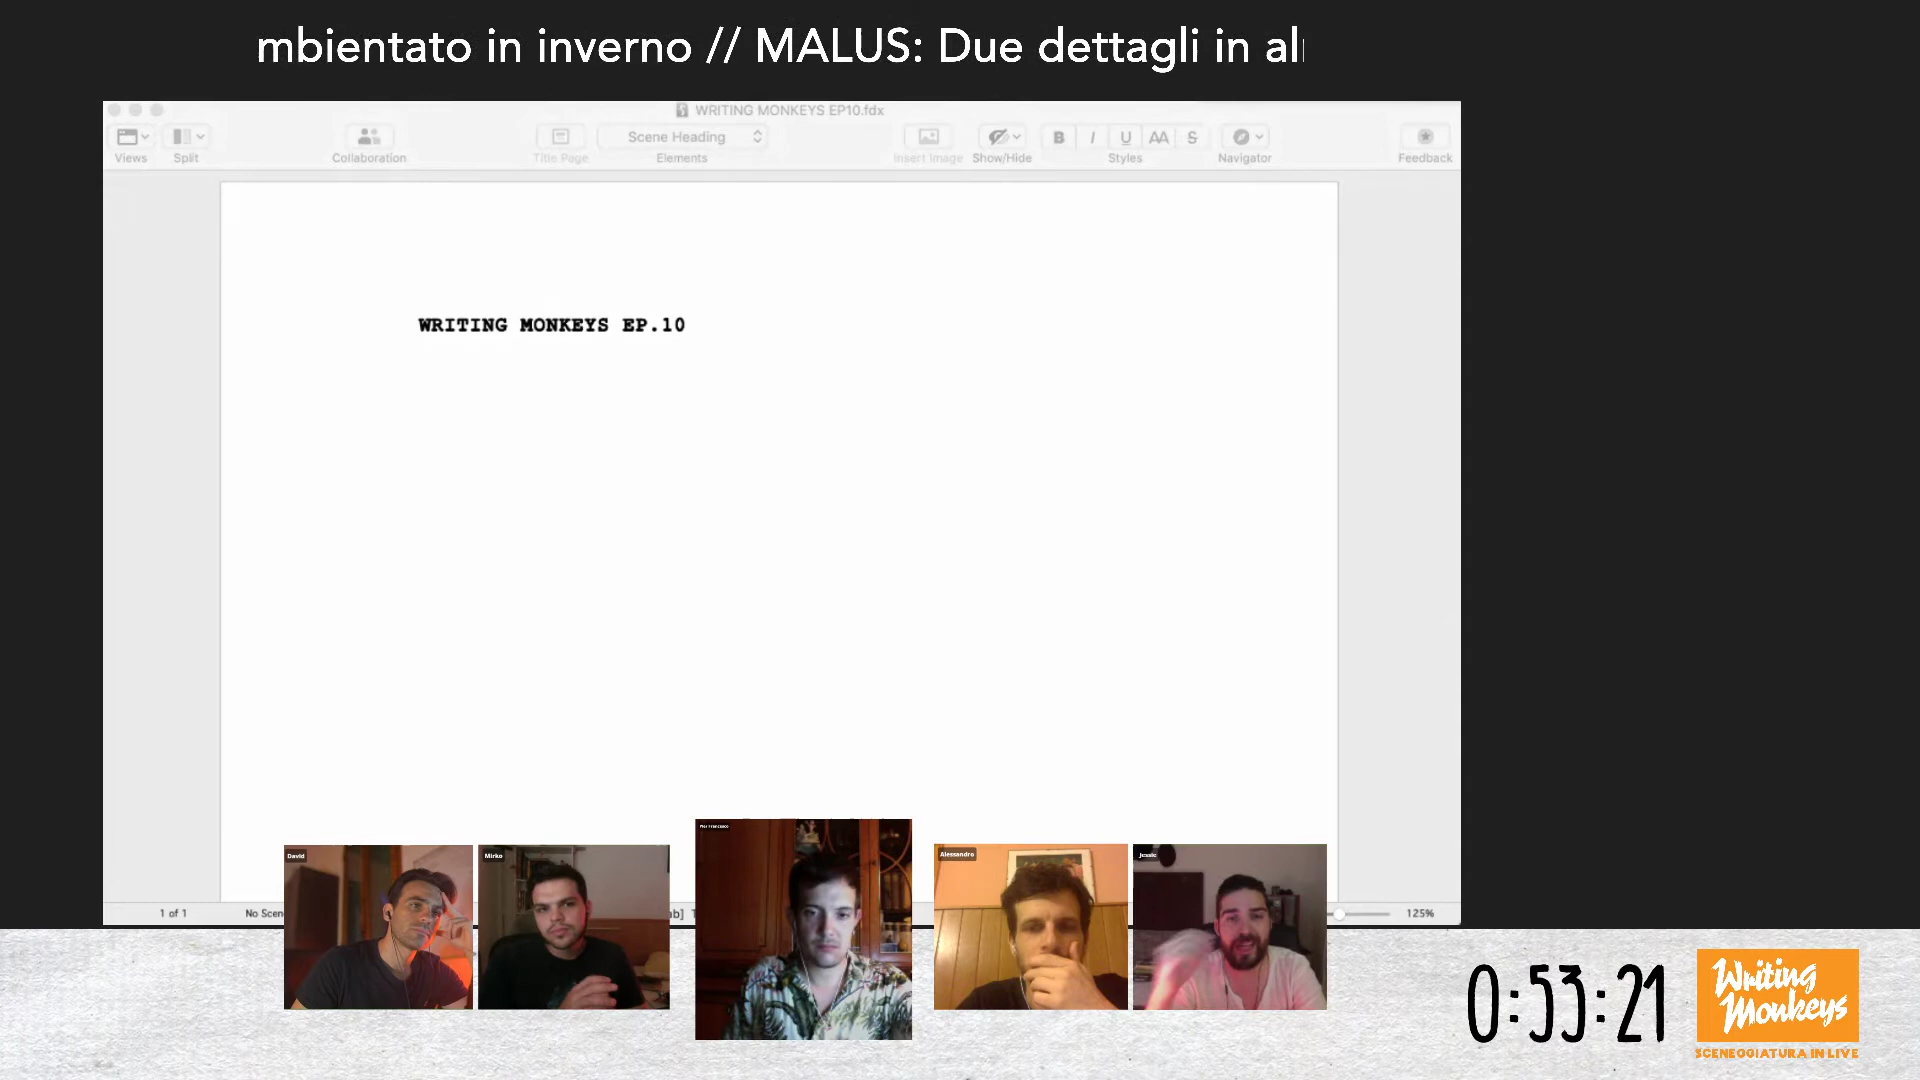 mbientato in inverno // MALUS: Due dettagli in al
WRITING MONKEYS EP10.fdx
Scene Heading
B I U AA S
Views Split Collaboration Title Page Elements Insert Image Show/Hide Styles Navigator Feedback
WRITING MONKEYS EP.10
David
Mirko
Alessandro
Jessie
1 of 1
No Scen
ab]
125%
0:53:21
Writing
Monkeys
SCENEGGIATURA IN LIVE